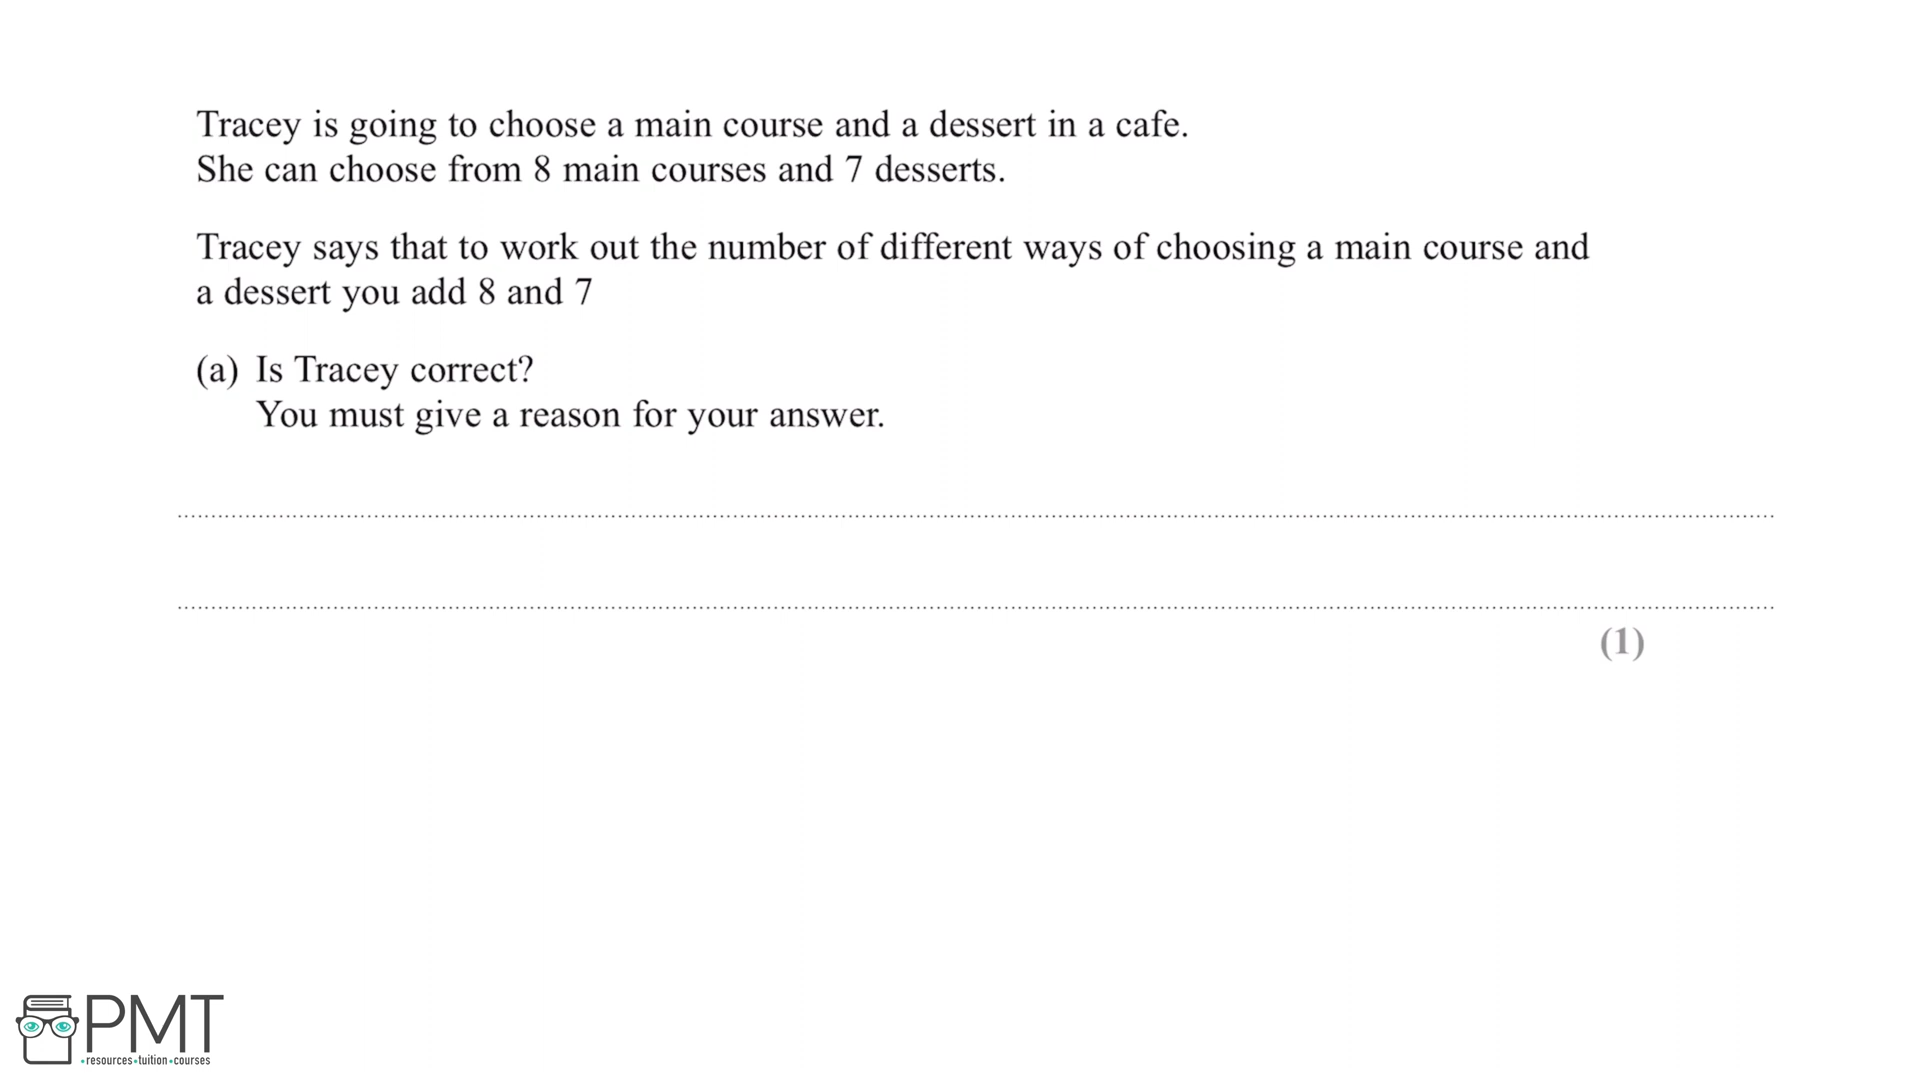 Tracey is going to choose a main course and a dessert in a cafe.
She can choose from 8 main courses and 7 desserts.
Tracey says that to work out the number of different ways of choosing a main course and
a dessert you add 8 and 7
(a) Is Tracey correct?
You must give a reason for your answer.
(1)
PMT
•resources•tuition•courses